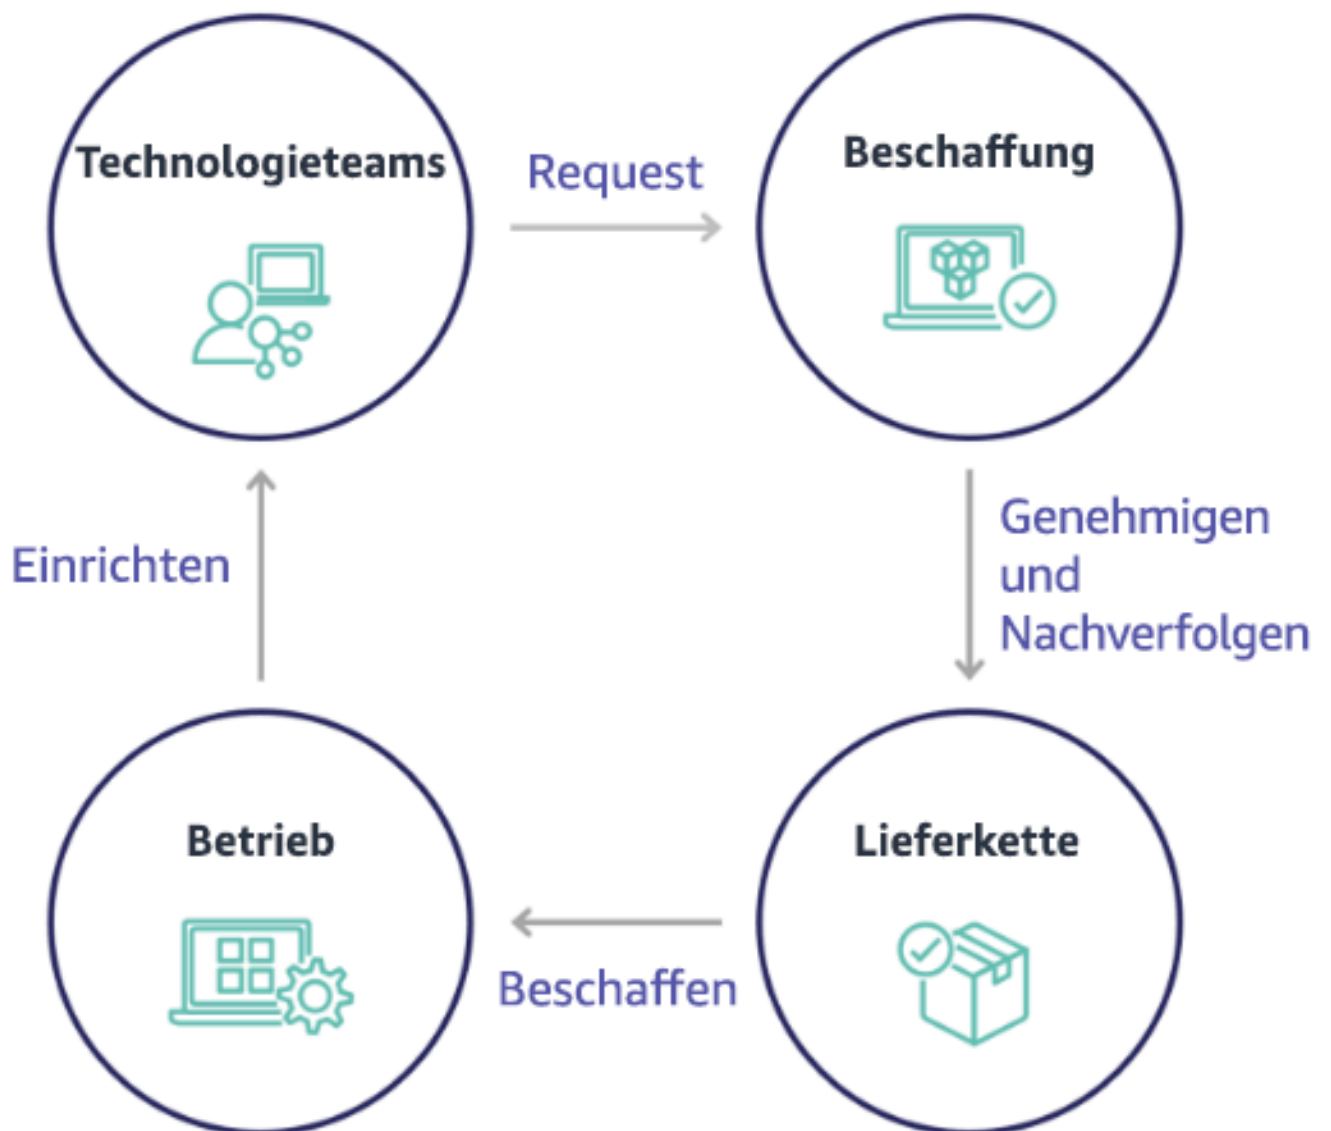 Technologieteams
Request
Beschaffung
Einrichten
Genehmigen
und
Nachverfolgen
Betrieb
Beschaffen
Lieferkette